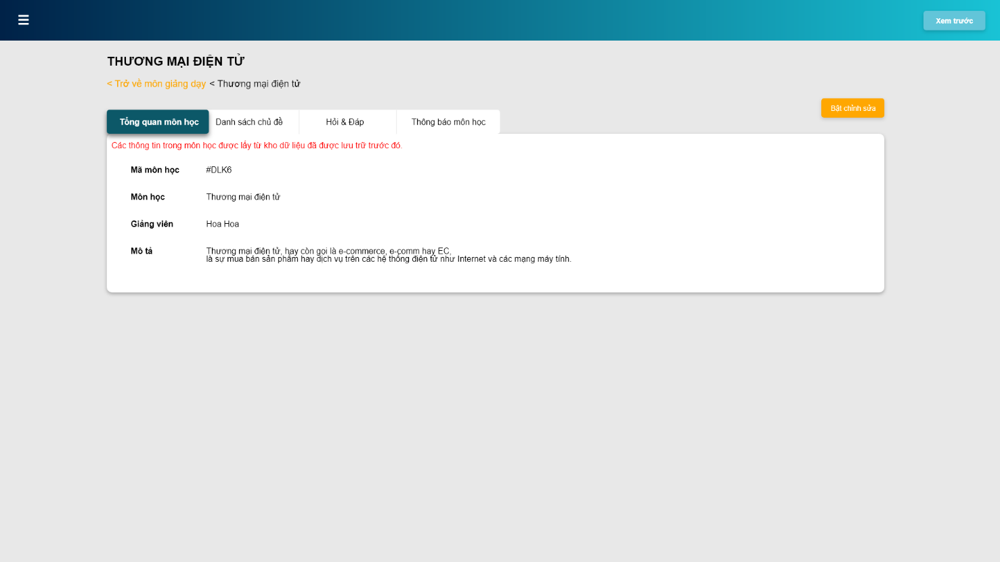 Xem trước
THƯƠNG MẠI ĐIỆN TỬ
< Trở về môn giảng dạy < Thương mại điện tử
Bật chỉnh sửa
Tổng quan môn học
Danh sách chủ đề
Hỏi & Đáp
Thông báo môn học
Các thông tin trong môn học được lấy từ kho dữ liệu đã được lưu trữ trước đó.
Mã môn học #DLK6
Môn học Thương mại điện tử
Giảng viên Hoa Hoa
Mô tả Thương mại điện tử, hay còn gọi là e-commerce, e-comm hay EC,
là sự mua bán sản phẩm hay dịch vụ trên các hệ thống điện tử như Internet và các mạng máy tính.